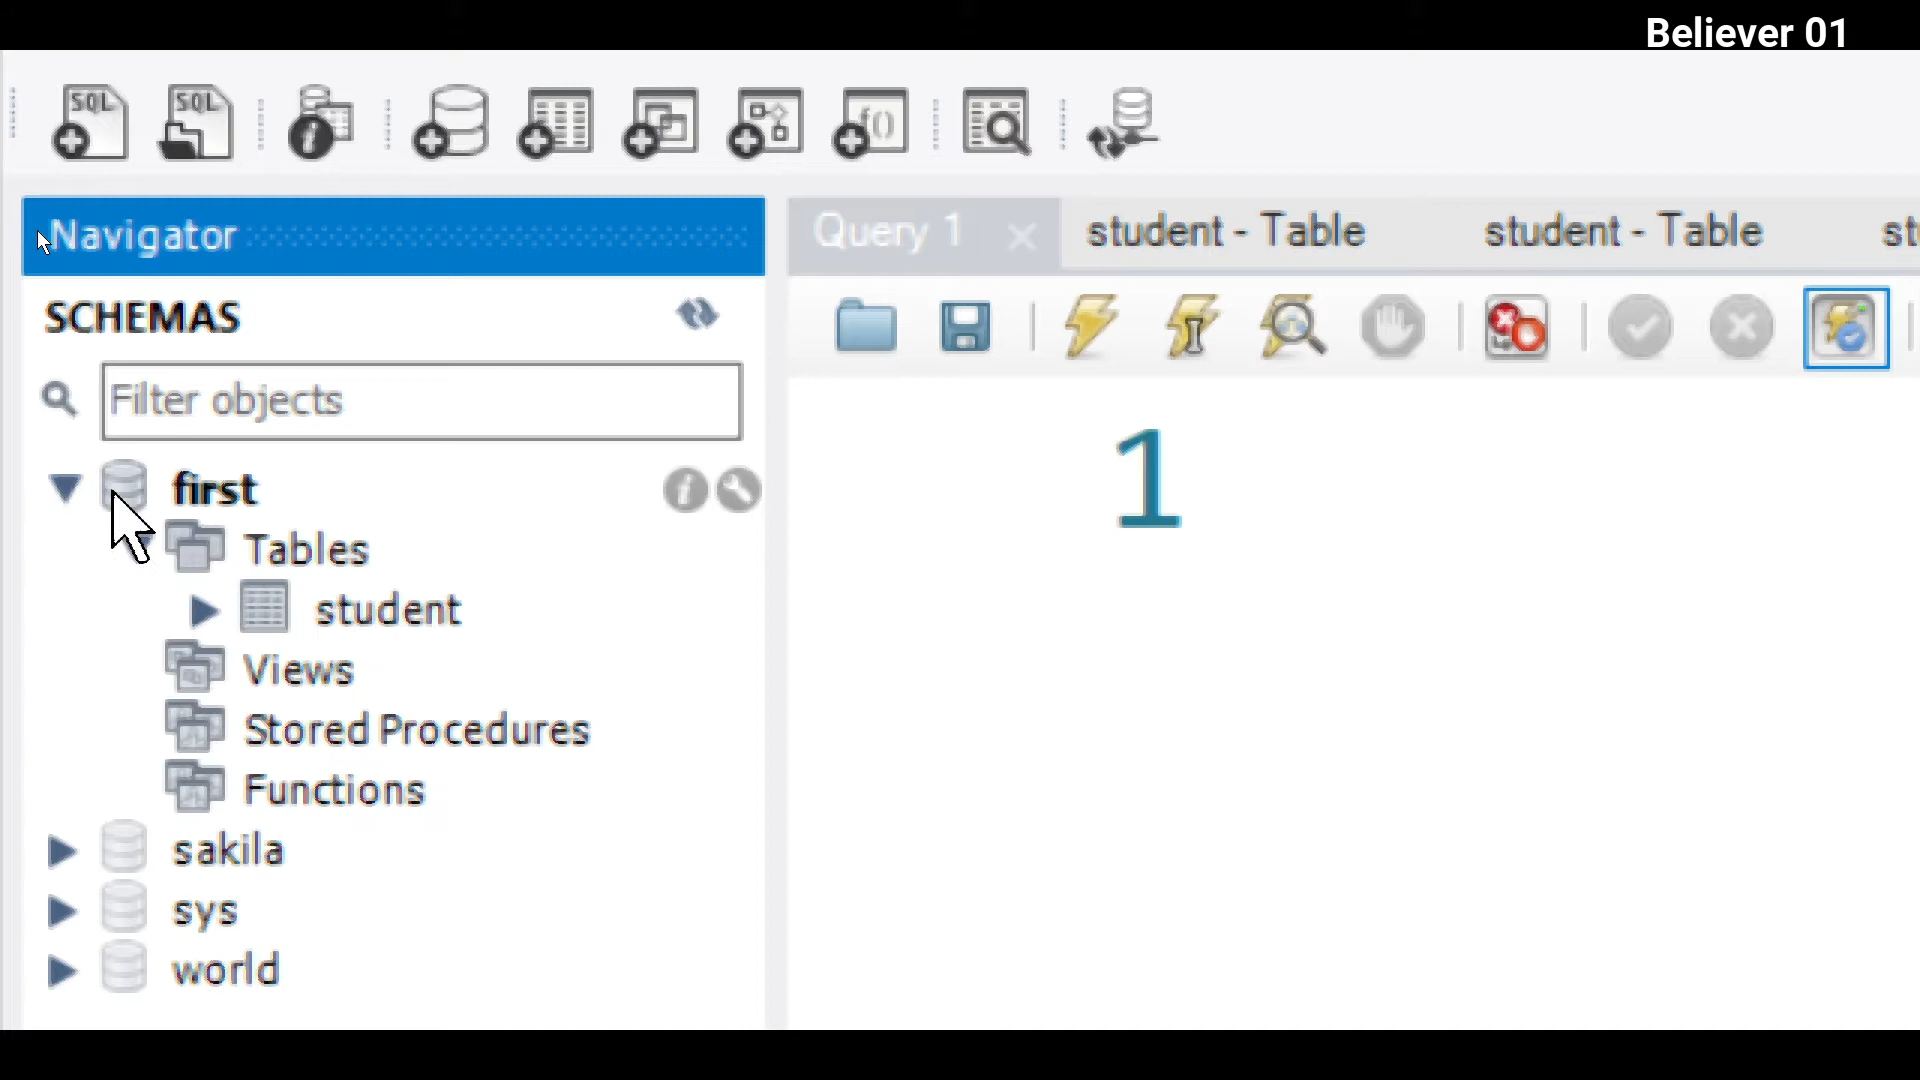 Believer 01
SQL SQL f()
Navigator
Query 1 student - Table student - Table st
SCHEMAS
Filter objects
1
first
Tables
student
Views
Stored Procedures
Functions
sakila
sys
world